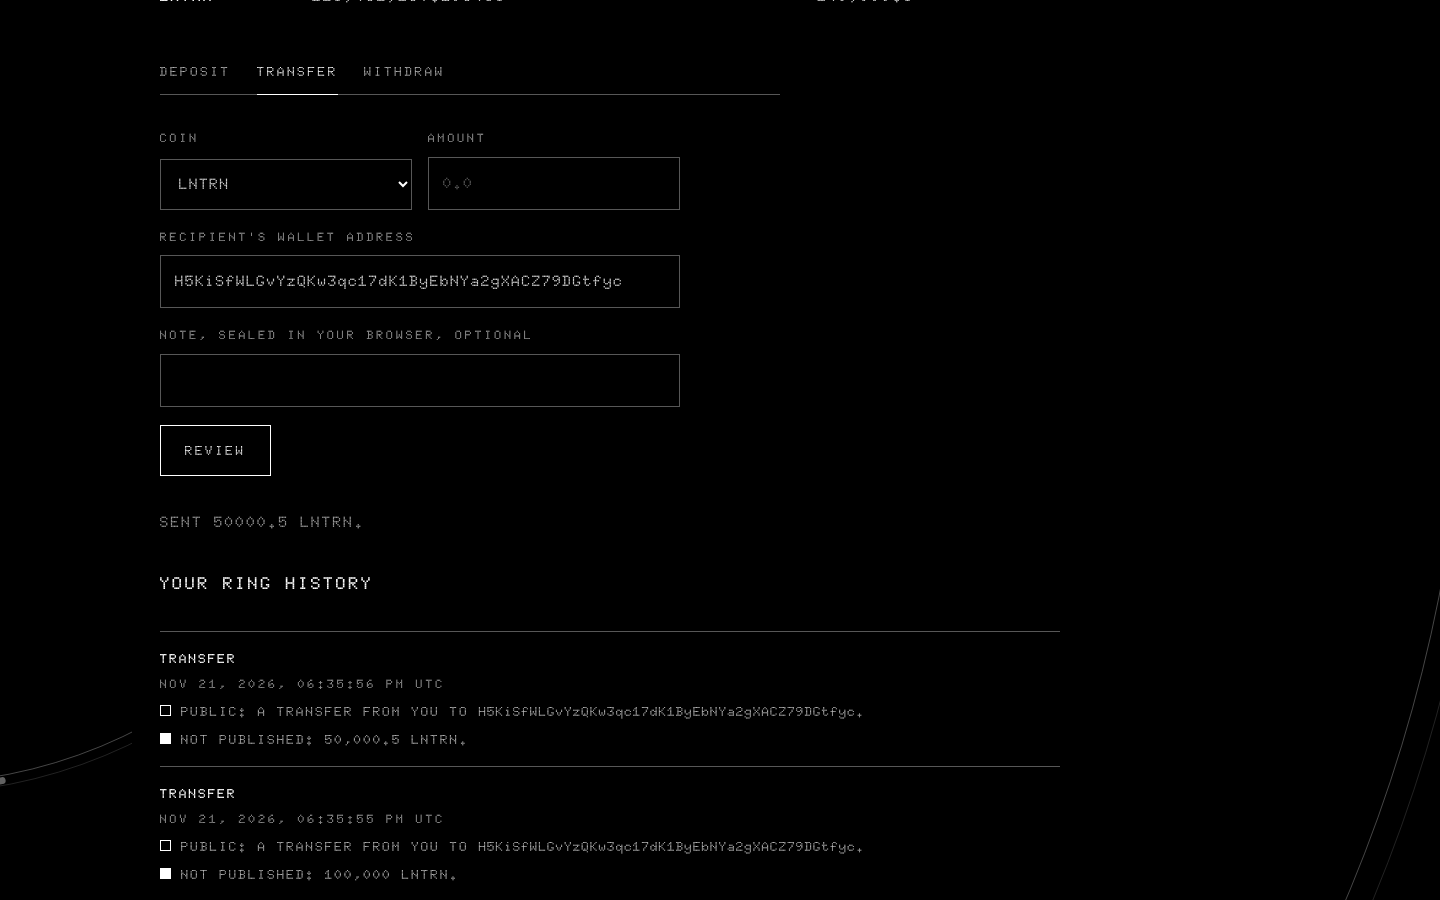 DEPOSIT TRANSFER WITHDRAW
COIN AMOUNT
LNTRN 0.0
RECIPIENT'S WALLET ADDRESS
H5KiSfWLGvYzQKw3qc17dK1ByEbNYa2gXACZ79DGtfyc
NOTE, SEALED IN YOUR BROWSER, OPTIONAL
REVIEW
SENT 50000.5 LNTRN.
YOUR RING HISTORY
TRANSFER
NOV 21, 2026, 06:35:56 PM UTC
PUBLIC: A TRANSFER FROM YOU TO H5KiSfWLGvYzQKw3qc17dK1ByEbNYa2gXACZ79DGtfyc.
NOT PUBLISHED: 50,000.5 LNTRN.
TRANSFER
NOV 21, 2026, 06:35:55 PM UTC
PUBLIC: A TRANSFER FROM YOU TO H5KiSfWLGvYzQKw3qc17dK1ByEbNYa2gXACZ79DGtfyc.
NOT PUBLISHED: 100,000 LNTRN.